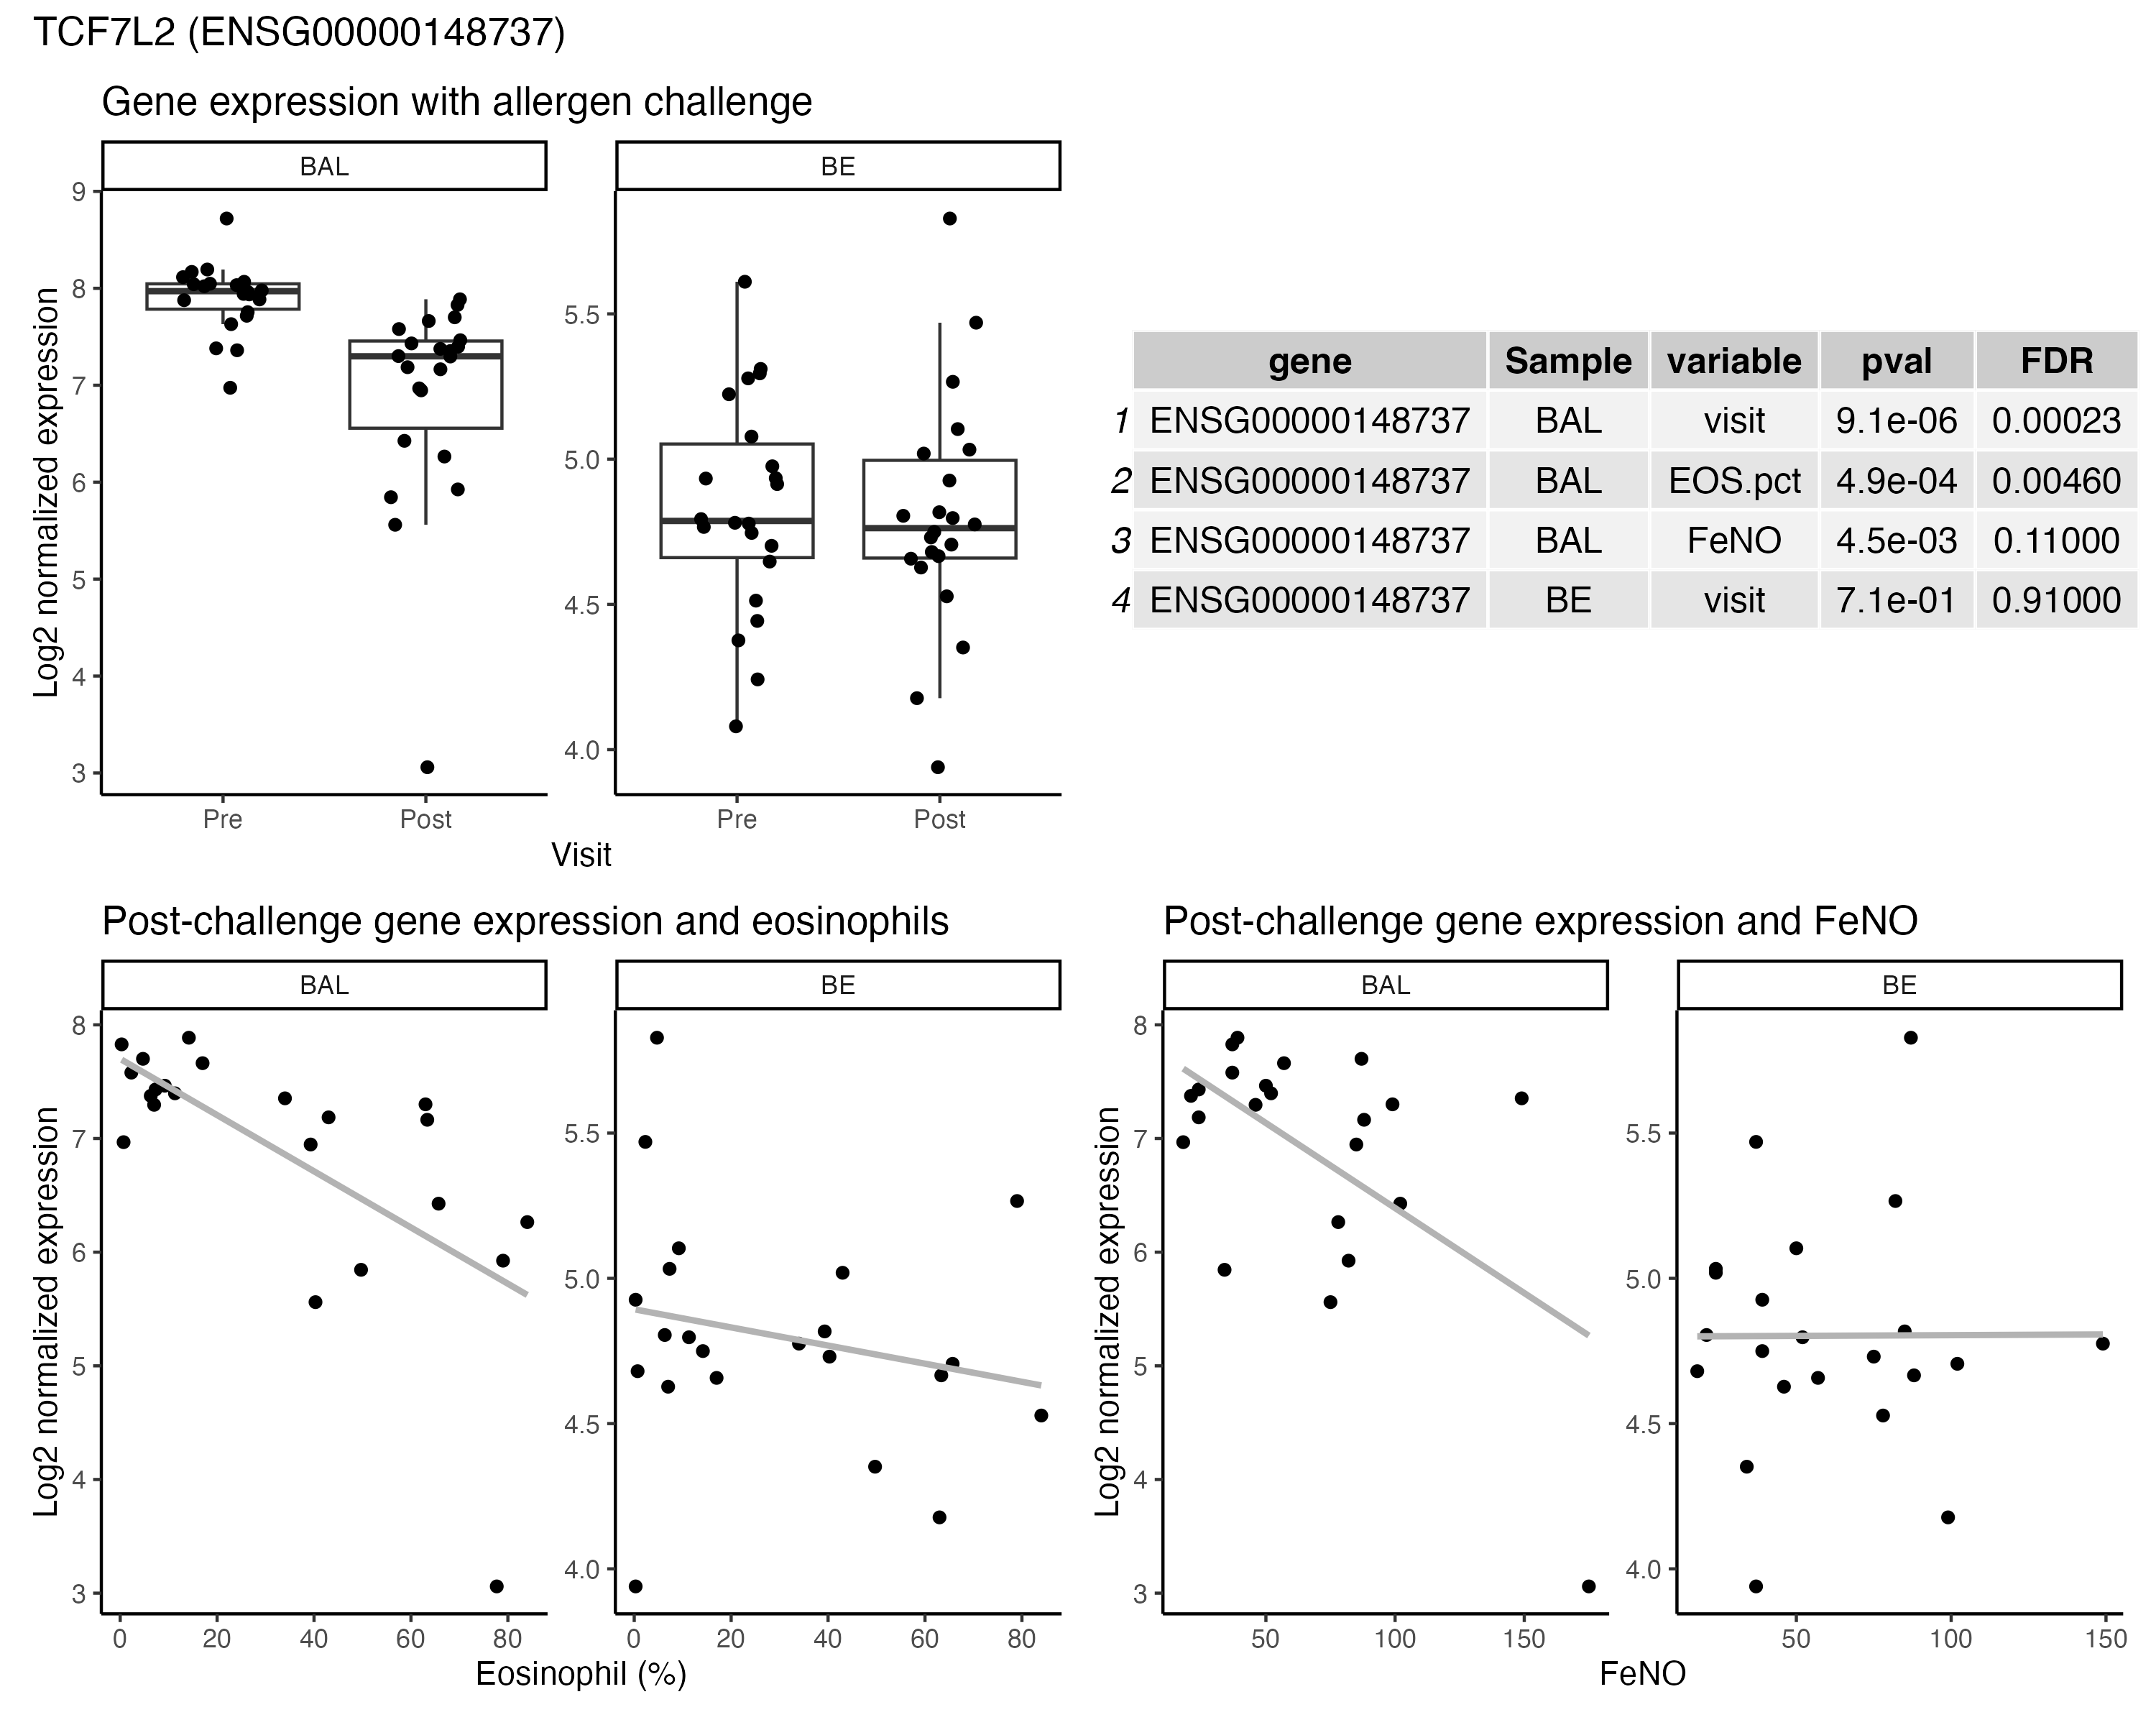 TCF7L2 (ENSG00000148737)
Gene expression with allergen challenge
BAL
BE
Log2 normalized expression
9
8
7
6
5
4
3
5.5
5.0
4.5
4.0
Pre
Post
Pre
Post
Visit
gene Sample variable pval FDR
1 ENSG00000148737 BAL visit 9.1e-06 0.00023
2 ENSG00000148737 BAL EOS.pct 4.9e-04 0.00460
3 ENSG00000148737 BAL FeNO 4.5e-03 0.11000
4 ENSG00000148737 BE visit 7.1e-01 0.91000
Post-challenge gene expression and eosinophils
BAL
BE
Log2 normalized expression
8
7
6
5
4
3
5.5
5.0
4.5
4.0
0 20 40 60 80
0 20 40 60 80
Eosinophil (%)
Post-challenge gene expression and FeNO
BAL
BE
Log2 normalized expression
8
7
6
5
4
3
5.5
5.0
4.5
4.0
50 100 150
50 100 150
FeNO